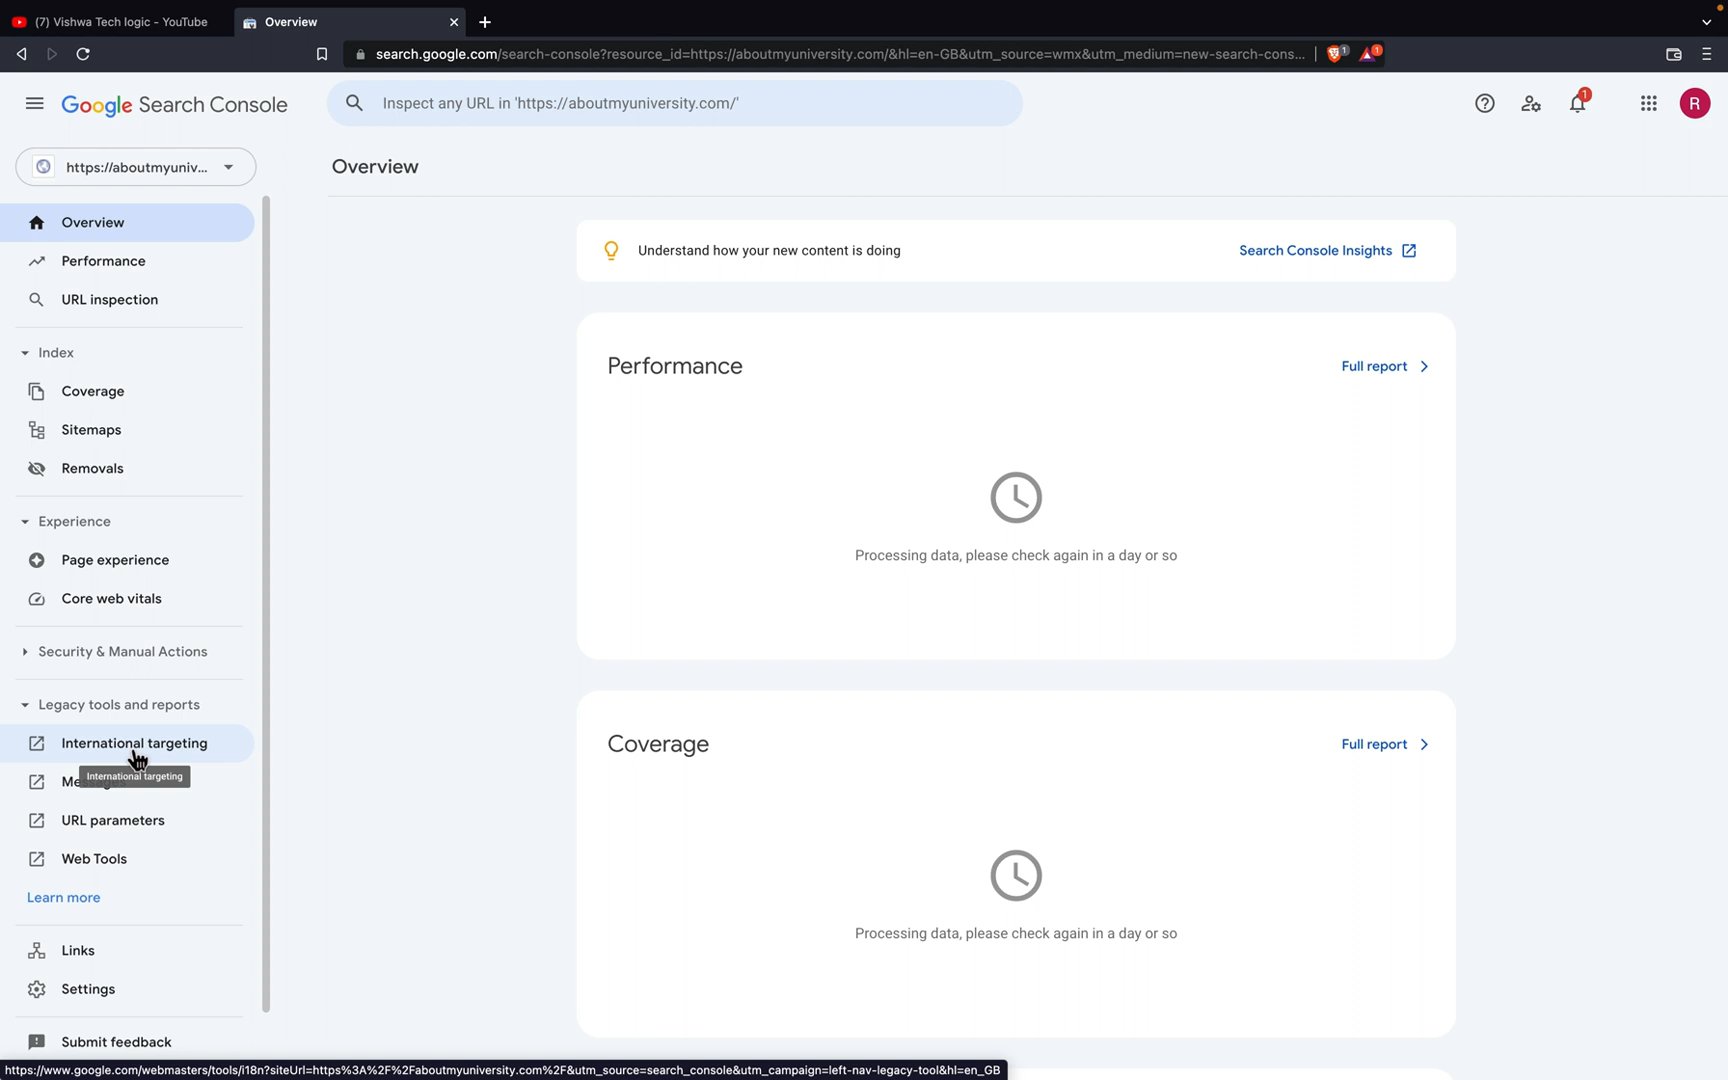 (7) Vishwa Tech logic - YouTube
Overview
search.google.com/search-console?resource_id=https://aboutmyuniversity.com/&hl=en-GB&utm_source=wmx&utm_medium=new-search-cons...
1
1
Google Search Console
Inspect any URL in 'https://aboutmyuniversity.com/'
1
R
https://aboutmyuniv...
Overview
Overview
Performance
URL inspection
Index
Coverage
Sitemaps
Removals
Experience
Page experience
Core web vitals
Security & Manual Actions
Legacy tools and reports
International targeting
International targeting
Messages
URL parameters
Web Tools
Learn more
Links
Settings
Submit feedback
Understand how your new content is doing
Search Console Insights
Performance
Full report
Processing data, please check again in a day or so
Coverage
Full report
Processing data, please check again in a day or so
https://www.google.com/webmasters/tools/i18n?siteUrl=https%3A%2F%2Faboutmyuniversity.com%2F&utm_source=search_console&utm_campaign=left-nav-legacy-tool&hl=en_GB